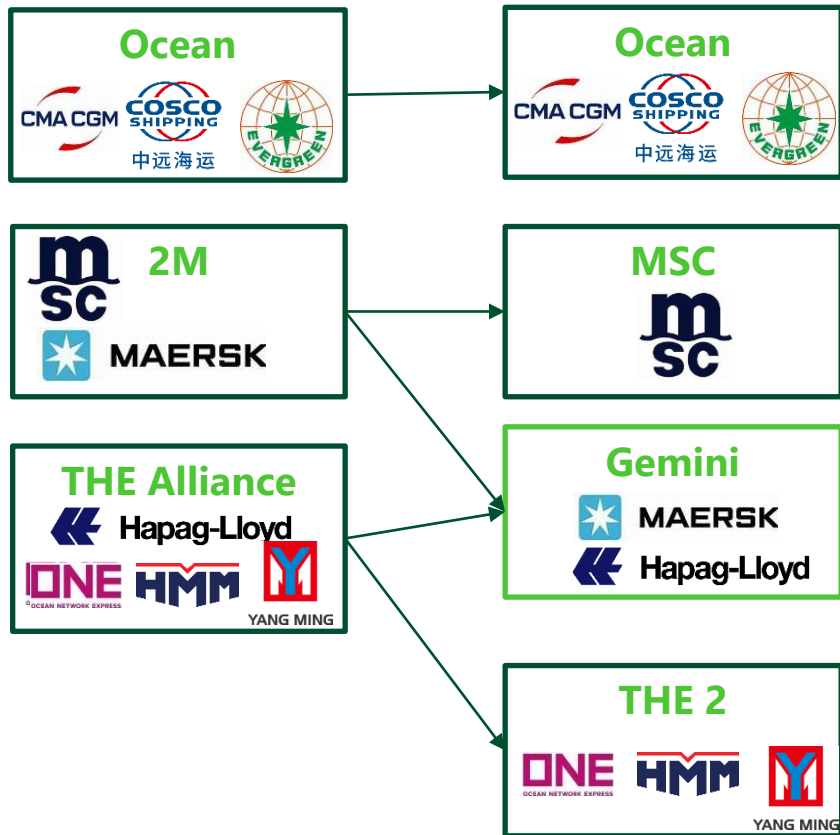 Ocean
CMA CGM
COSCO
SHIPPING
中远海运
EVERGREEN
Ocean
CMA CGM
COSCO
SHIPPING
中远海运
EVERGREEN
2M
msc
MAERSK
MSC
msc
THE Alliance
Hapag-Lloyd
ONE
OCEAN NETWORK EXPRESS
HMM
YM
YANG MING
Gemini
MAERSK
Hapag-Lloyd
THE 2
ONE
OCEAN NETWORK EXPRESS
HMM
YM
YANG MING